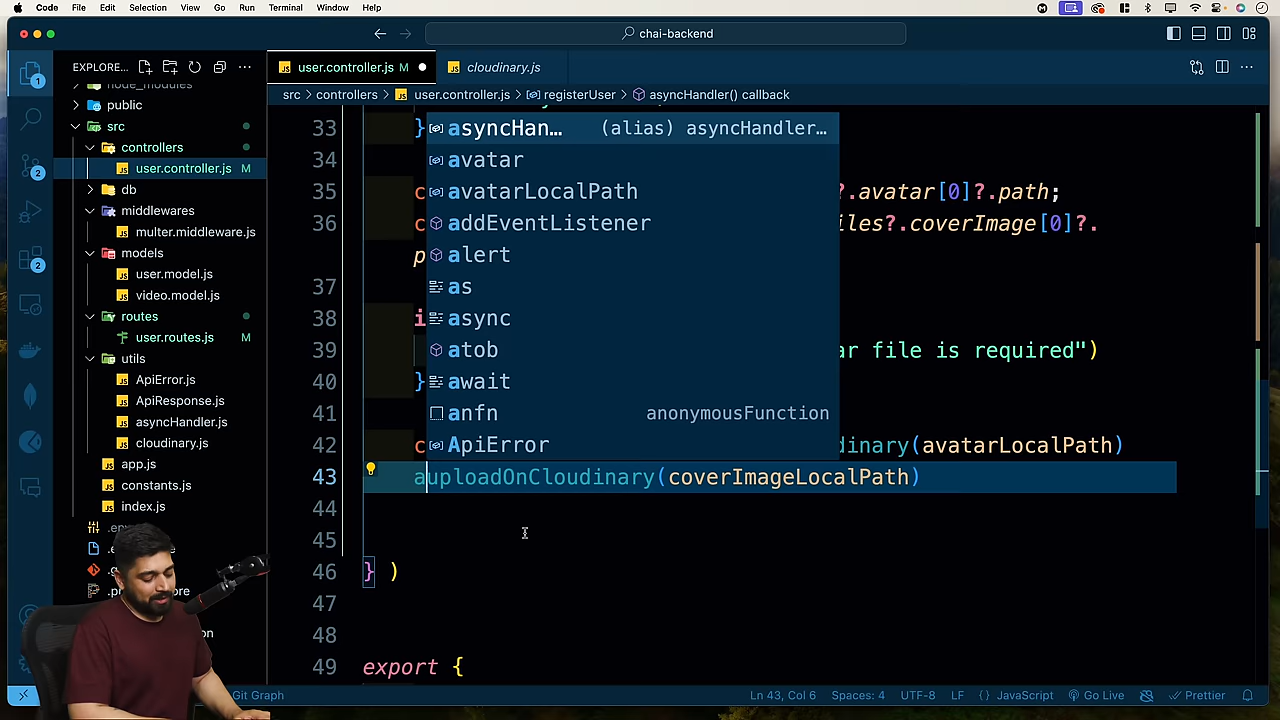 Code File Edit Selection View Go Run Terminal Window Help
chai-backend
EXPLORE...
user.controller.js M
cloudinary.js
src > controllers > user.controller.js > registerUser > asyncHandler() callback
node_modules
public
src
controllers
user.controller.js M
db
middlewares
multer.middleware.js
models
user.model.js
video.model.js
routes
user.routes.js M
utils
ApiError.js
ApiResponse.js
asyncHandler.js
cloudinary.js
app.js
constants.js
index.js
1
2
2
33 }
34
35 c ?.avatar[0]?.path;
36 c iles?.coverImage[0]?.
p
37
38 i
39 ar file is required")
40 }
41
42 c dinary(avatarLocalPath)
43 auploadOnCloudinary(coverImageLocalPath)
44
45
46 } )
47
48
49 export {
asyncHan... (alias) asyncHandler...
avatar
avatarLocalPath
addEventListener
alert
as
async
atob
await
anfn anonymousFunction
ApiError
Git Graph
Ln 43, Col 6 Spaces: 4 UTF-8 LF {} JavaScript Go Live Prettier